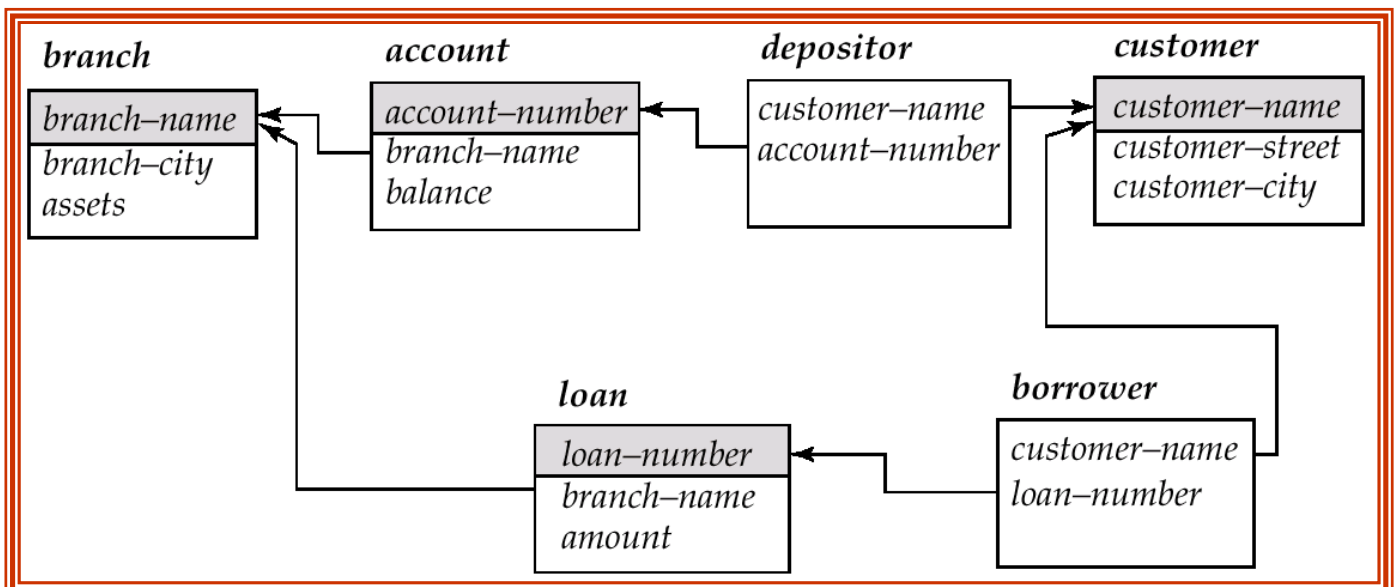 branch
branch–name
branch–city
assets
account
account–number
branch–name
balance
depositor
customer–name
account–number
customer
customer–name
customer–street
customer–city
loan
loan–number
branch–name
amount
borrower
customer–name
loan–number